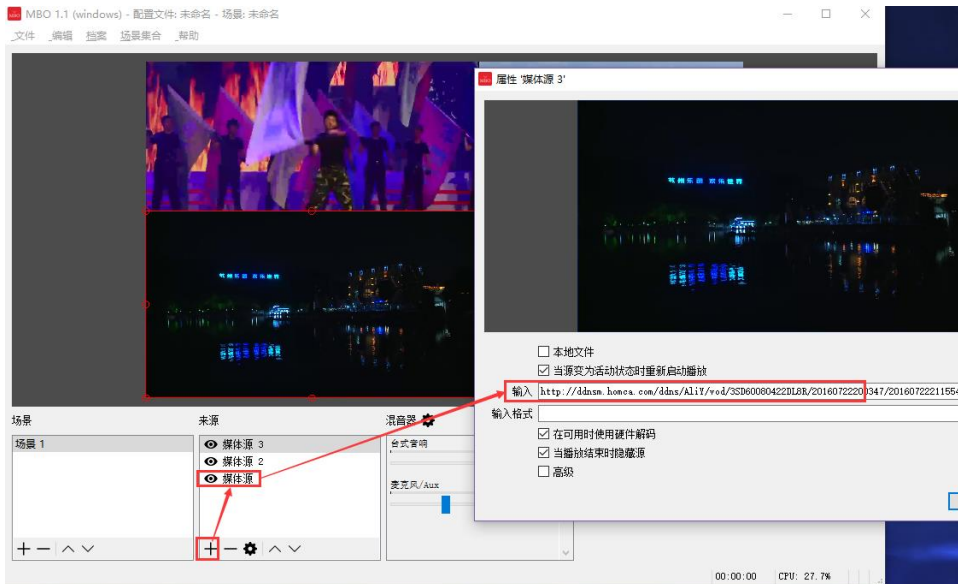 MBO 1.1 (windows) - 配置文件: 未命名 - 场景: 未命名
_文件 _编辑 档案 场景集合 _帮助
MBO
属性 '媒体源 3'
本地文件
当源变为活动状态时重新启动播放
输入 http://ddnsm.homca.com/ddns/AliY/vod/3SD60080422DL8R/20160722200347/20160722211554
输入格式
在可用时使用硬件解码
当播放结束时隐藏源
高级
场景
场景 1
来源
媒体源 3
媒体源 2
媒体源
混音器
台式音响
麦克风/Aux
00:00:00 CPU: 27.7%